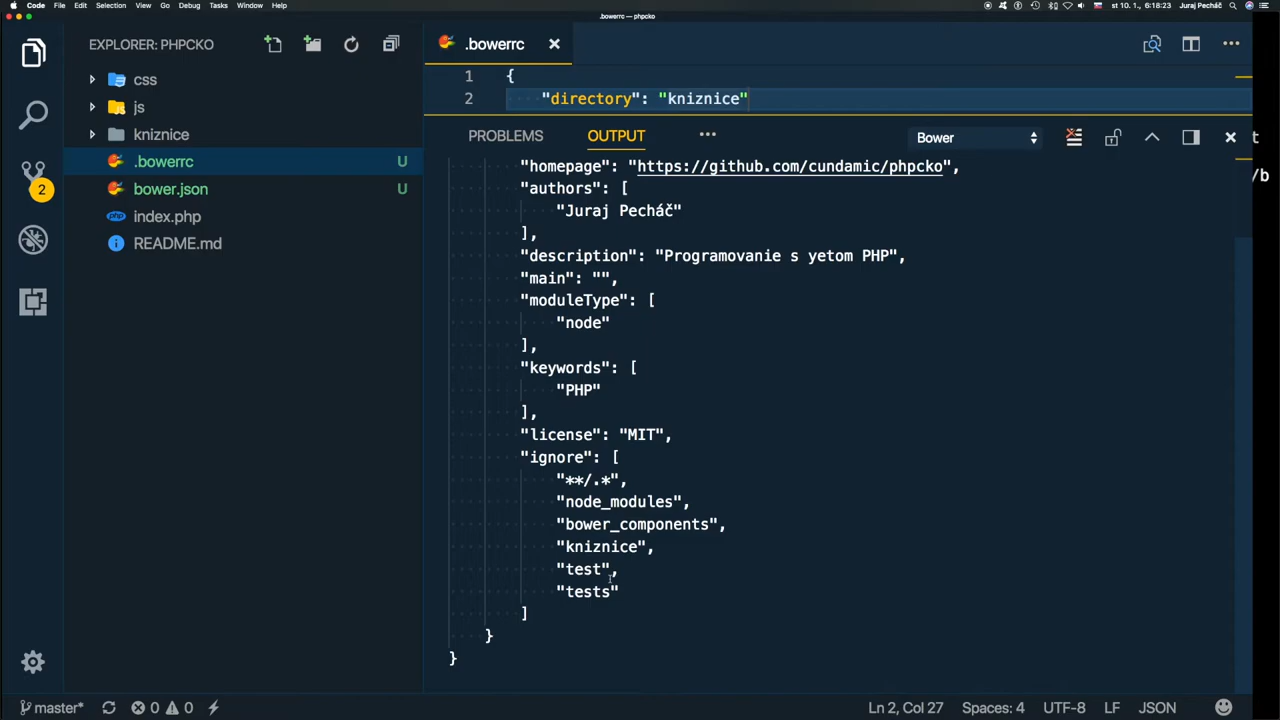 Code File Edit Selection View Go Debug Tasks Window Help
st 10. 1., 6:18:23 Juraj Pecháč
.bowerrc — phpcko
EXPLORER: PHPCKO
.bowerrc
css
js
kniznice
.bowerrc U
bower.json U
index.php
README.md
2
1 {
2 "directory": "kniznice"
PROBLEMS OUTPUT ... Bower
"homepage": "https://github.com/cundamic/phpcko",
"authors": [
"Juraj Pecháč"
],
"description": "Programovanie s yetom PHP",
"main": "",
"moduleType": [
"node"
],
"keywords": [
"PHP"
],
"license": "MIT",
"ignore": [
"**/.*",
"node_modules",
"bower_components",
"kniznice",
"test",
"tests"
]
}
}
t
/b
master* 0 0 Ln 2, Col 27 Spaces: 4 UTF-8 LF JSON